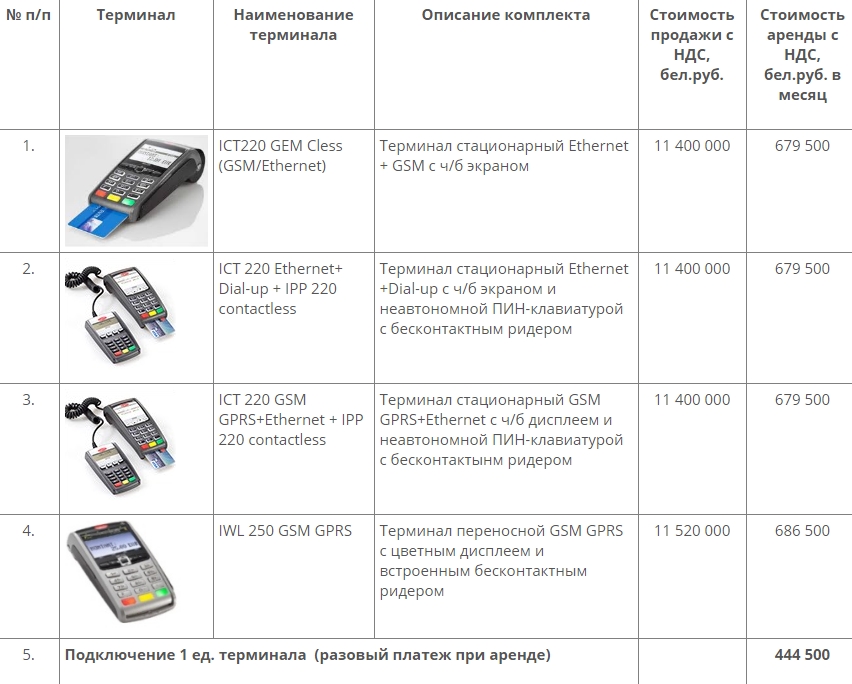 № п/п
Терминал
Наименование
терминала
Описание комплекта
Стоимость
продажи с
НДС,
бел.руб.
Стоимость
аренды с
НДС,
бел.руб. в
месяц
1.
ICT220 GEM Cless
(GSM/Ethernet)
Терминал стационарный Ethernet
+ GSM с ч/б экраном
11 400 000
679 500
2.
ICT 220 Ethernet+
Dial-up + IPP 220
contactless
Терминал стационарный Ethernet
+Dial-up с ч/б экраном и
неавтономной ПИН-клавиатурой
с бесконтактным ридером
11 400 000
679 500
3.
ICT 220 GSM
GPRS+Ethernet + IPP
220 contactless
Терминал стационарный GSM
GPRS+Ethernet с ч/б дисплеем и
неавтономной ПИН-клавиатурой
с бесконтактынм ридером
11 400 000
679 500
4.
IWL 250 GSM GPRS
Терминал переносной GSM GPRS
с цветным дисплеем и
встроенным бесконтактным
ридером
11 520 000
686 500
5.
Подключение 1 ед. терминала (разовый платеж при аренде)
444 500